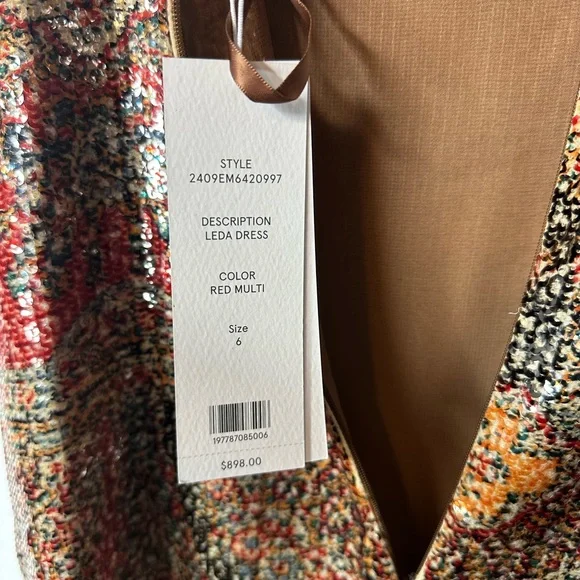 STYLE
2409EM6420997
DESCRIPTION
LEDA DRESS
COLOR
RED MULTI
Size
6
197787085006
$898.00